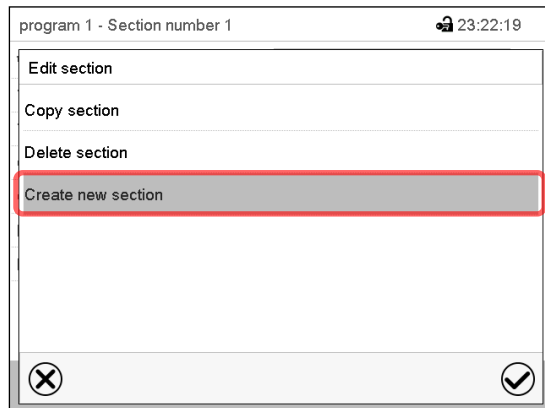 program 1 - Section number 1 23:22:19
Edit section
Copy section
Delete section
Create new section